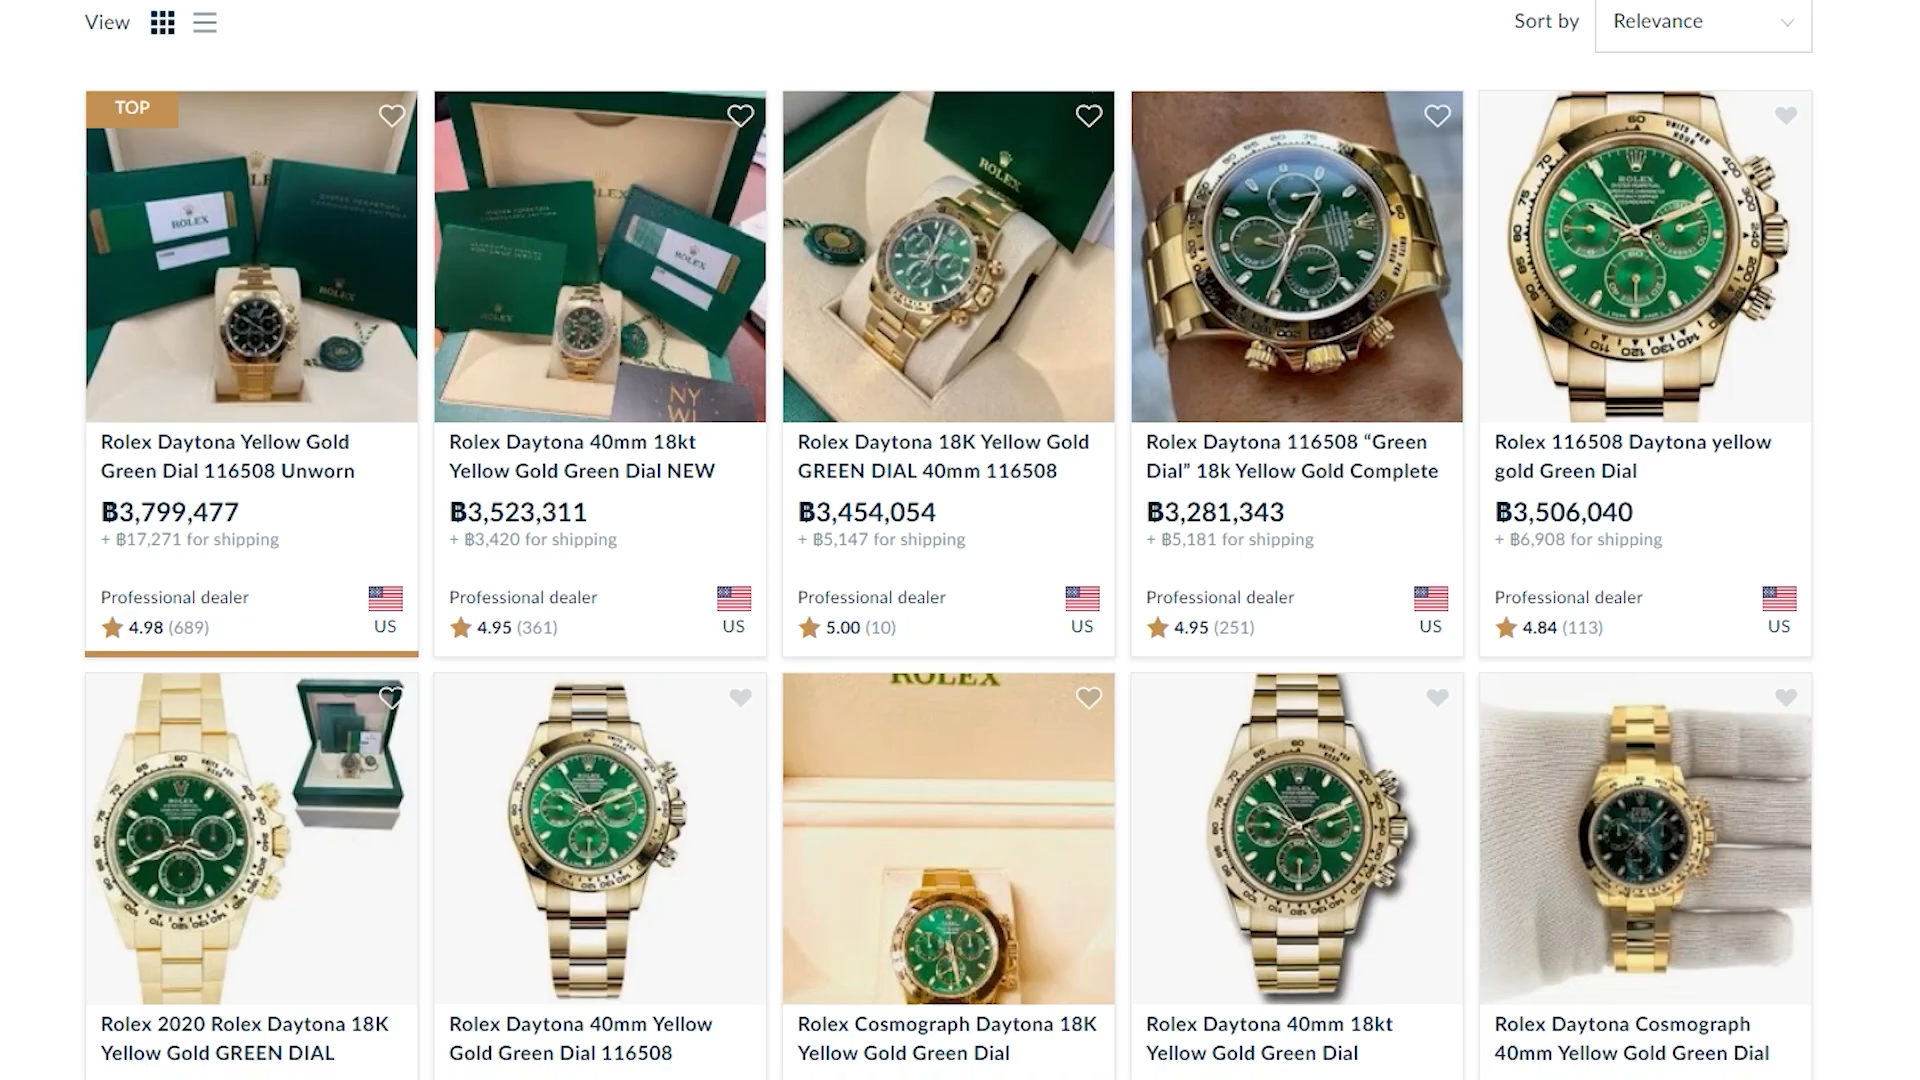 View
Sort by
Relevance
TOP
ROLEX
ROLEX
ROLEX
NY
WL
ROLEX
ROLEX
Rolex Daytona Yellow Gold
Green Dial 116508 Unworn
฿3,799,477
+ ฿17,271 for shipping
Professional dealer
4.98 (689)
US
Rolex Daytona 40mm 18kt
Yellow Gold Green Dial NEW
฿3,523,311
+ ฿3,420 for shipping
Professional dealer
4.95 (361)
US
Rolex Daytona 18K Yellow Gold
GREEN DIAL 40mm 116508
฿3,454,054
+ ฿5,147 for shipping
Professional dealer
5.00 (10)
US
Rolex Daytona 116508 “Green
Dial” 18k Yellow Gold Complete
฿3,281,343
+ ฿5,181 for shipping
Professional dealer
4.95 (251)
US
Rolex 116508 Daytona yellow
gold Green Dial
฿3,506,040
+ ฿6,908 for shipping
Professional dealer
4.84 (113)
US
ROLEX
Rolex 2020 Rolex Daytona 18K
Yellow Gold GREEN DIAL
Rolex Daytona 40mm Yellow
Gold Green Dial 116508
Rolex Cosmograph Daytona 18K
Yellow Gold Green Dial
Rolex Daytona 40mm 18kt
Yellow Gold Green Dial
Rolex Daytona Cosmograph
40mm Yellow Gold Green Dial